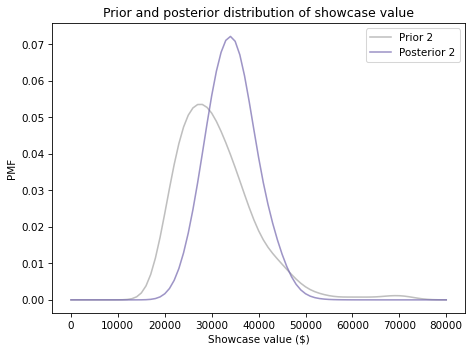 Prior and posterior distribution of showcase value
Prior 2
Posterior 2
0.07
0.06
0.05
0.04
0.03
0.02
0.01
0.00
PMF
0 10000 20000 30000 40000 50000 60000 70000 80000
Showcase value ($)